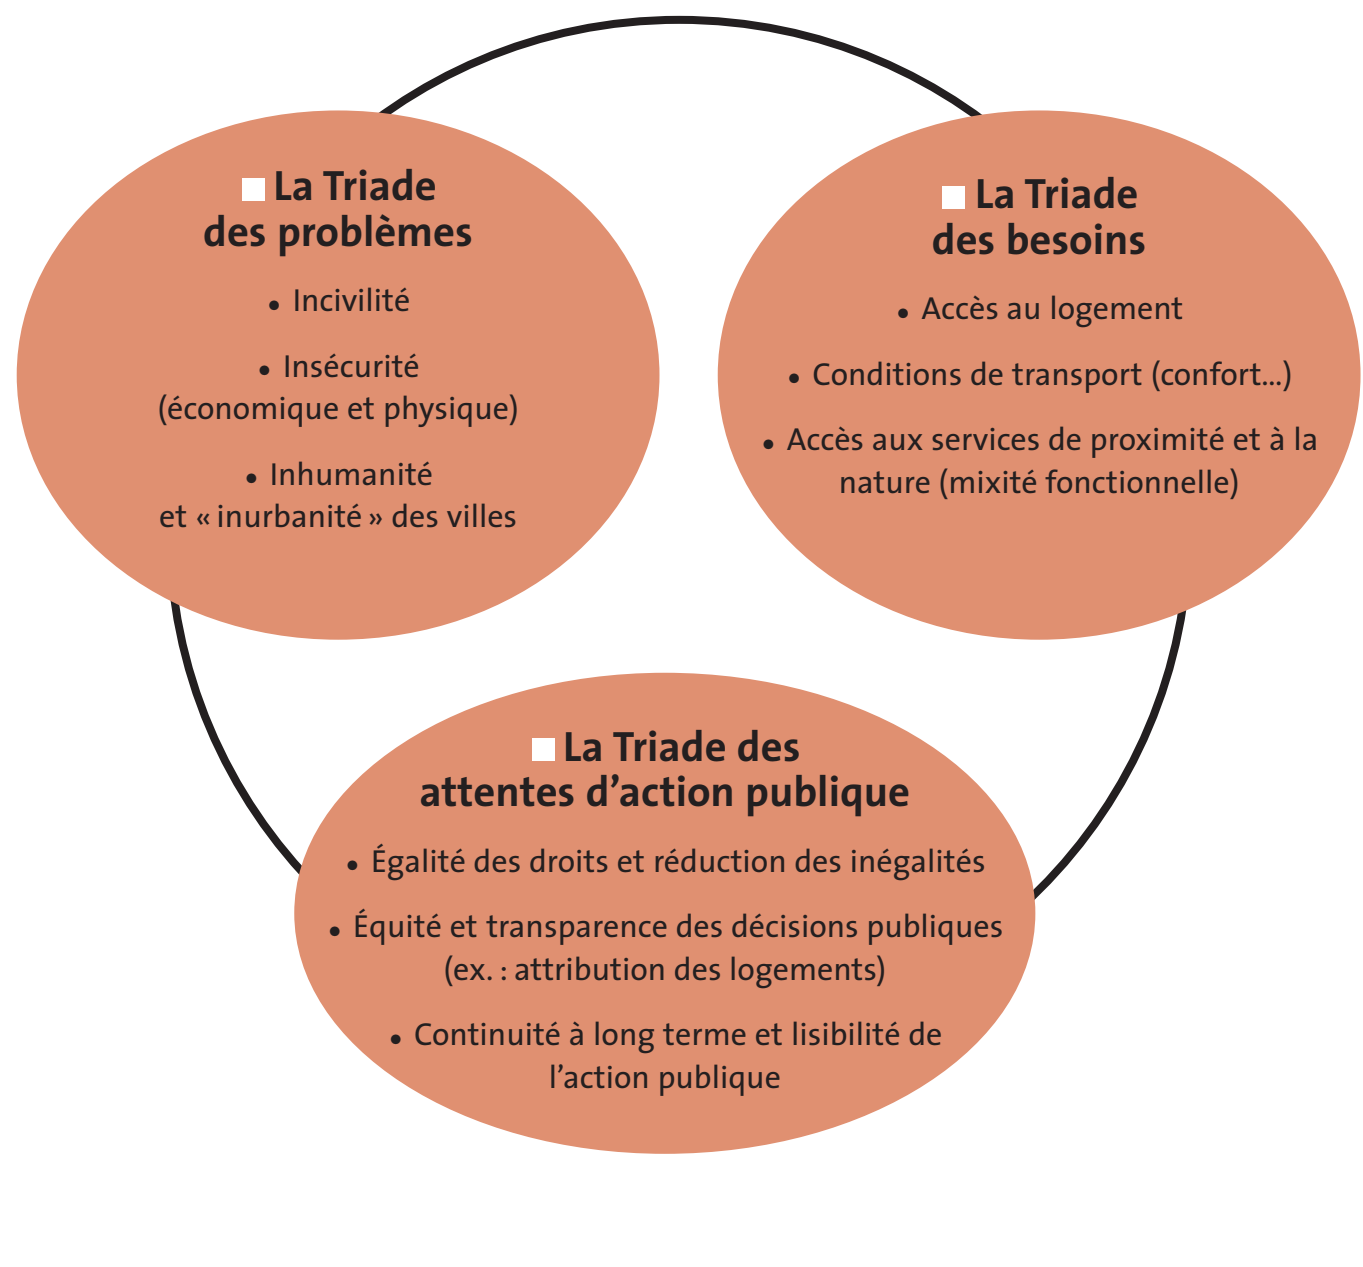 La Triade
des problèmes
• Incivilité
• Insécurité
(économique et physique)
• Inhumanité
et « inurbanité » des villes
La Triade
des besoins
• Accès au logement
• Conditions de transport (confort...)
• Accès aux services de proximité et à la
nature (mixité fonctionnelle)
La Triade des
attentes d’action publique
• Égalité des droits et réduction des inégalités
• Équité et transparence des décisions publiques
(ex. : attribution des logements)
• Continuité à long terme et lisibilité de
l’action publique